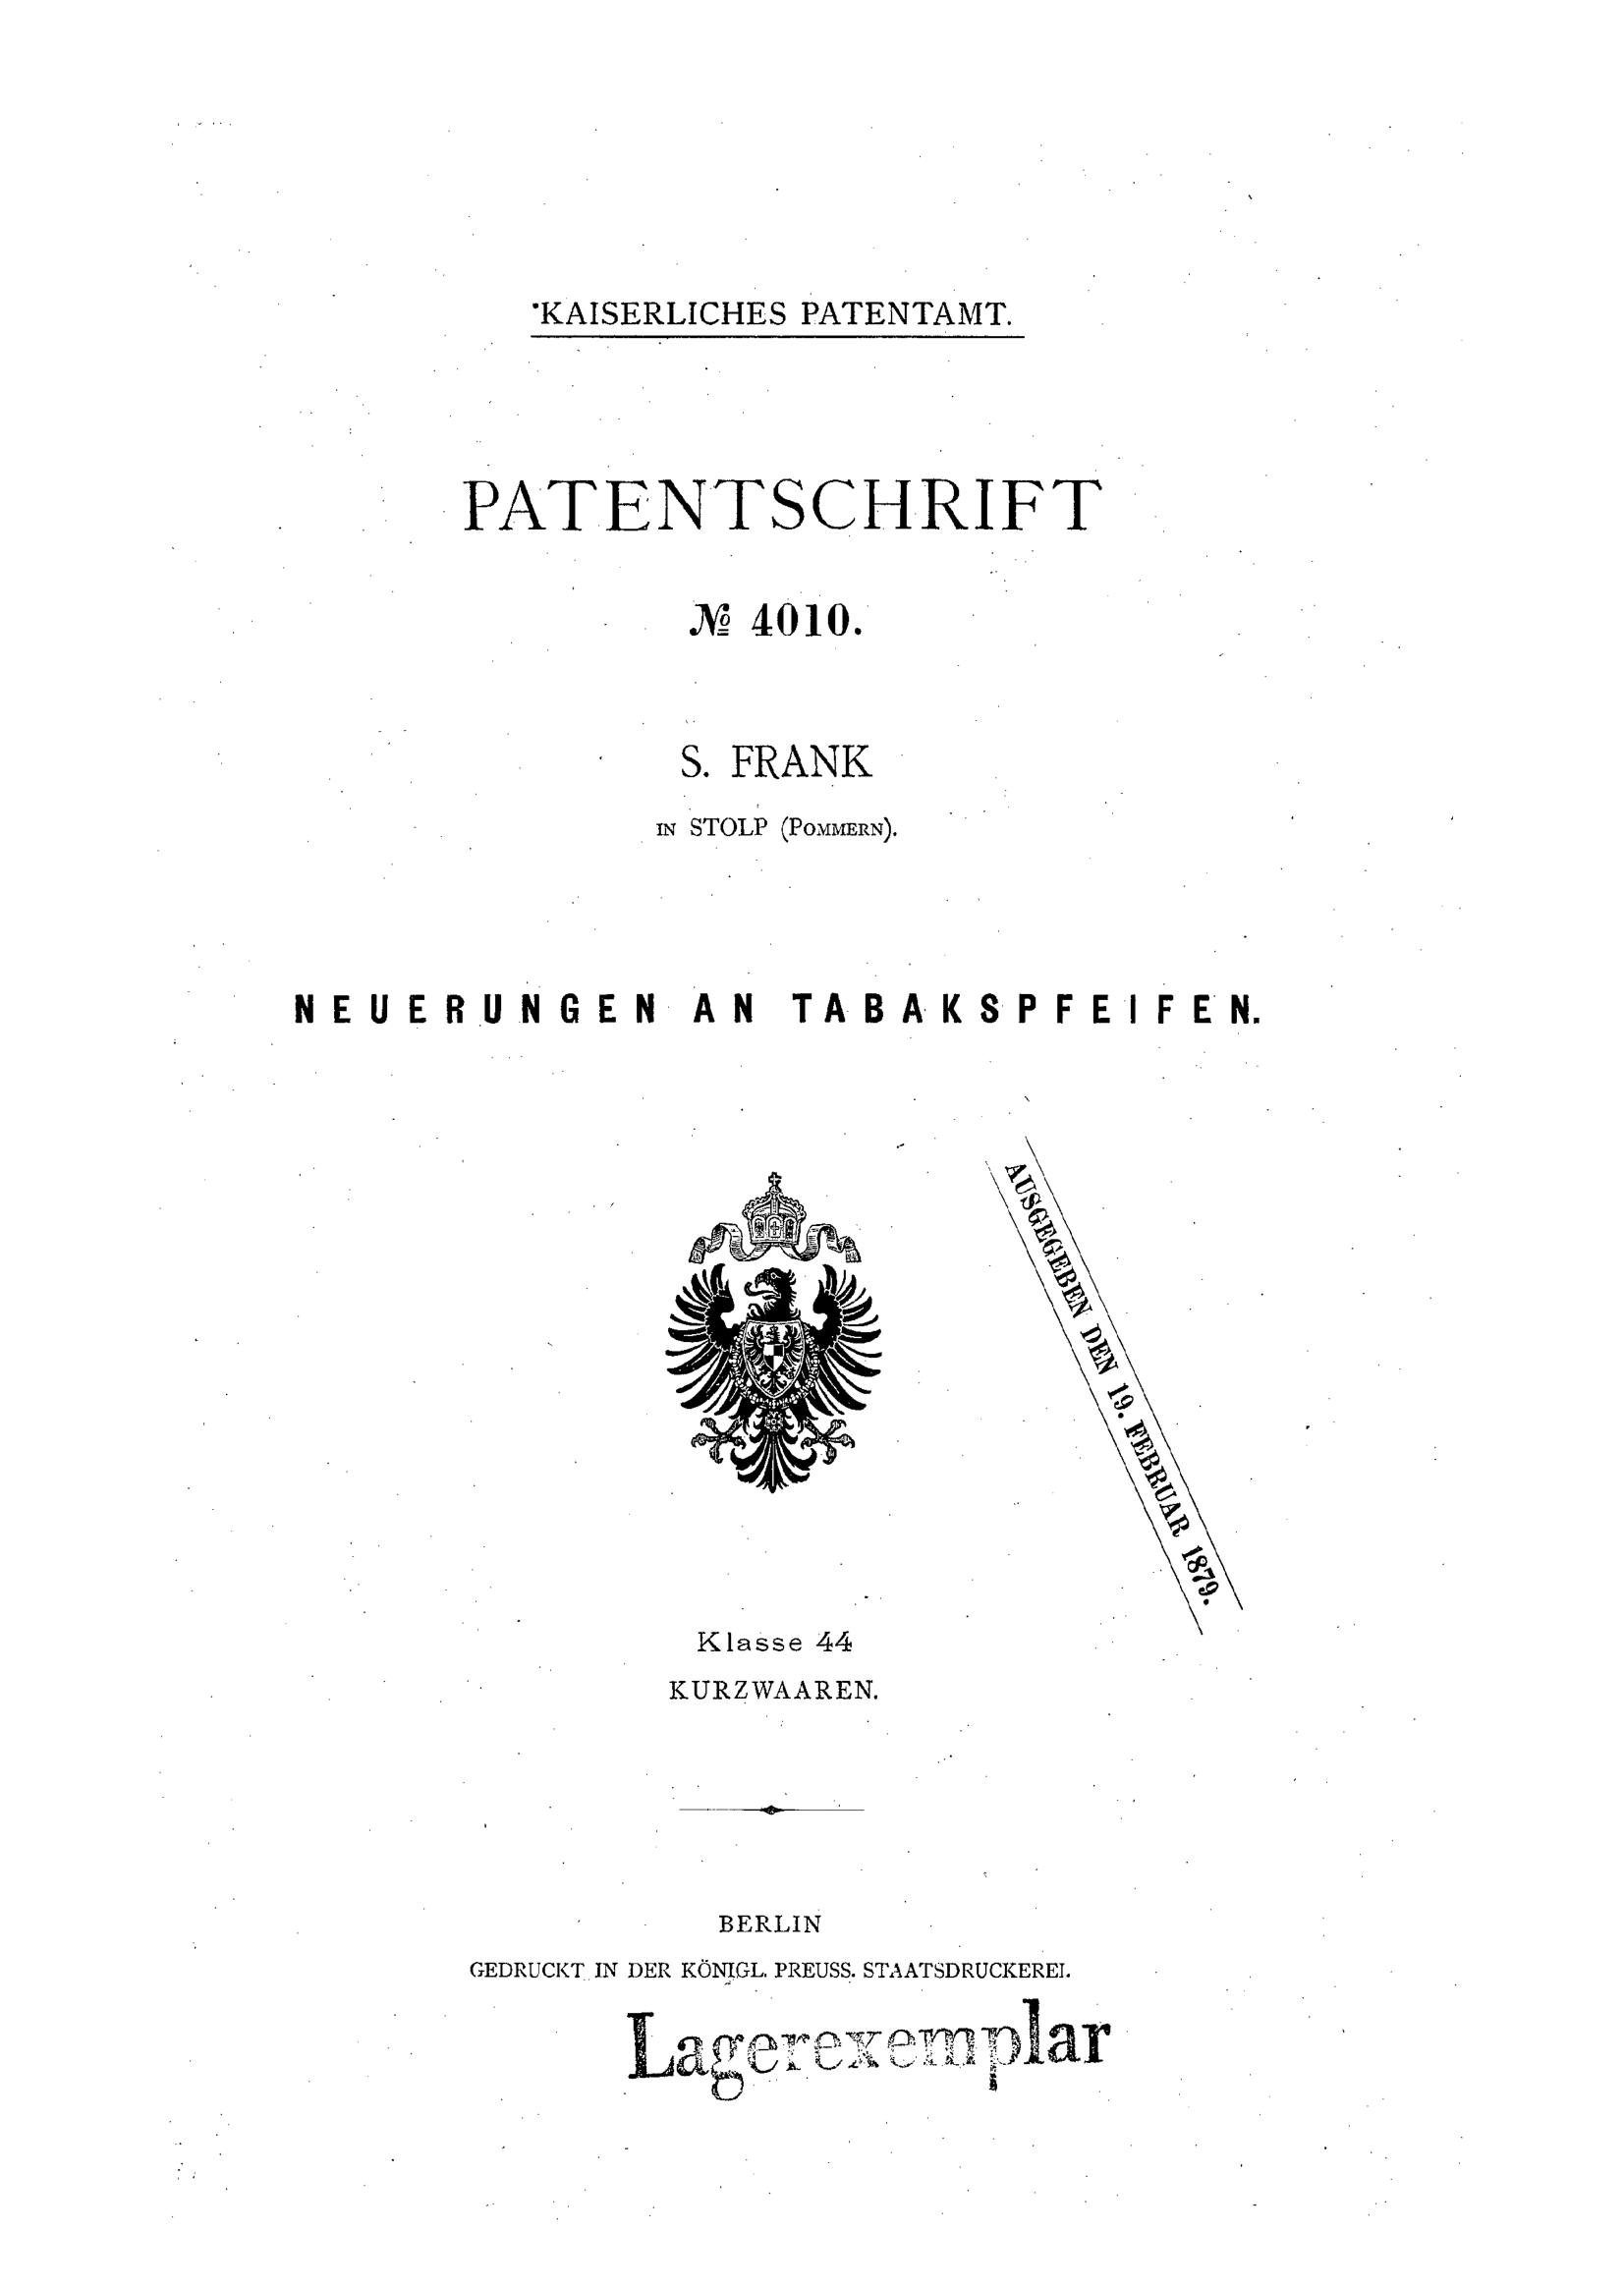 KAISERLICHES PATENTAMT.
PATENTSCHRIFT
№ 4010.
S. FRANK
IN STOLP (POMMERN).
NEUERUNGEN AN TABAKSPFEIFEN.
AUSGEGEBEN DEN 19. FEBRUAR 1879.
Klasse 44
KURZWAAREN.
BERLIN
GEDRUCKT IN DER KÖNIGL. PREUSS. STAATSDRUCKEREI.
Lagerexemplar